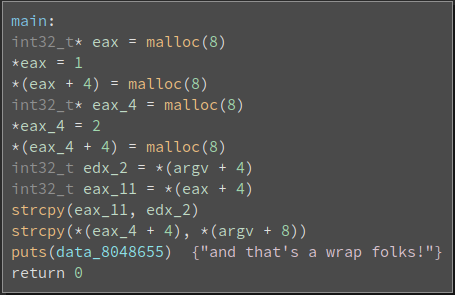 main:
int32_t* eax = malloc(8)
*eax = 1
*(eax + 4) = malloc(8)
int32_t* eax_4 = malloc(8)
*eax_4 = 2
*(eax_4 + 4) = malloc(8)
int32_t edx_2 = *(argv + 4)
int32_t eax_11 = *(eax + 4)
strcpy(eax_11, edx_2)
strcpy(*(eax_4 + 4), *(argv + 8))
puts(data_8048655)  {"and that's a wrap folks!"}
return 0